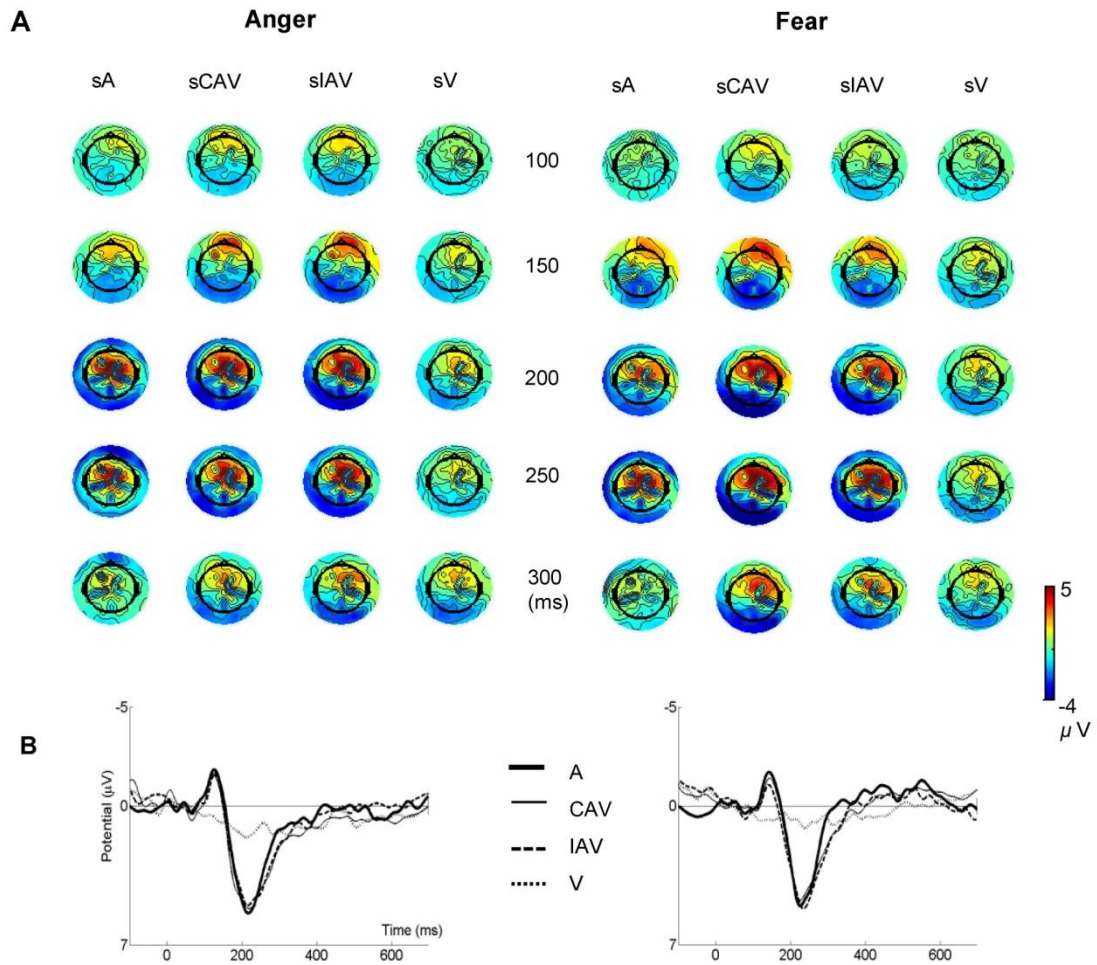 A
Anger
Fear
sA sCAV sIAV sV
sA sCAV sIAV sV
100
150
200
250
300
(ms)
5
-4
μ V
B
-5
0
7
Potential (μV)
Time (ms)
0 200 400 600
A
CAV
IAV
V
-5
0
7
0 200 400 600